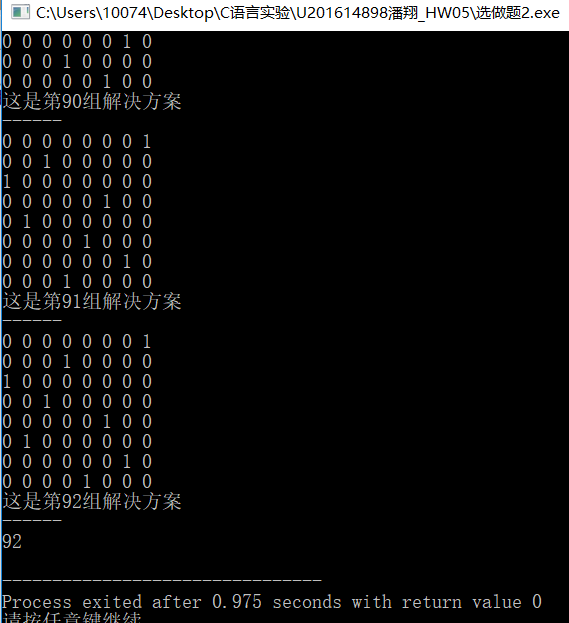 C:\Users\10074\Desktop\C语言实验\U201614898潘翔_HW05\选做题2.exe
0 0 0 0 0 0 1 0
0 0 0 1 0 0 0 0
0 0 0 0 0 1 0 0
这是第90组解决方案
------
0 0 0 0 0 0 0 1
0 0 1 0 0 0 0 0
1 0 0 0 0 0 0 0
0 0 0 0 0 1 0 0
0 1 0 0 0 0 0 0
0 0 0 0 1 0 0 0
0 0 0 0 0 0 1 0
0 0 0 1 0 0 0 0
这是第91组解决方案
------
0 0 0 0 0 0 0 1
0 0 0 1 0 0 0 0
1 0 0 0 0 0 0 0
0 0 1 0 0 0 0 0
0 0 0 0 0 1 0 0
0 1 0 0 0 0 0 0
0 0 0 0 0 0 1 0
0 0 0 0 1 0 0 0
这是第92组解决方案
------
92
--------------------------------
Process exited after 0.975 seconds with return value 0
请按任意键继续